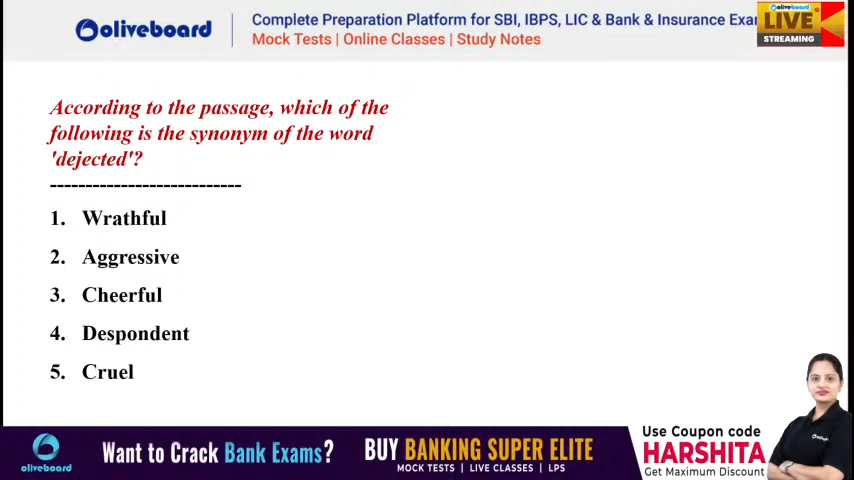 oliveboard
Complete Preparation Platform for SBI, IBPS, LIC & Bank & Insurance Exa
Mock Tests | Online Classes | Study Notes
oliveboard
LIVE
STREAMING
According to the passage, which of the
following is the synonym of the word
'dejected'?
---------------------------
1. Wrathful
2. Aggressive
3. Cheerful
4. Despondent
5. Cruel
oliveboard
Want to Crack Bank Exams?
BUY BANKING SUPER ELITE
MOCK TESTS | LIVE CLASSES | LPS
Use Coupon code
HARSHITA
Get Maximum Discount